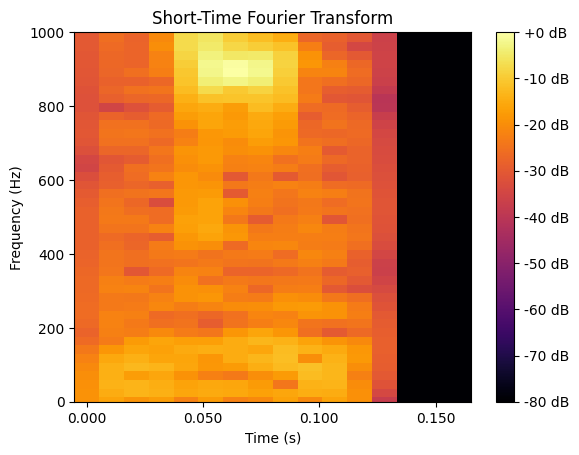 Short-Time Fourier Transform
1000
800
600
400
200
0
Frequency (Hz)
0.000
0.050
0.100
0.150
Time (s)
+0 dB
-10 dB
-20 dB
-30 dB
-40 dB
-50 dB
-60 dB
-70 dB
-80 dB